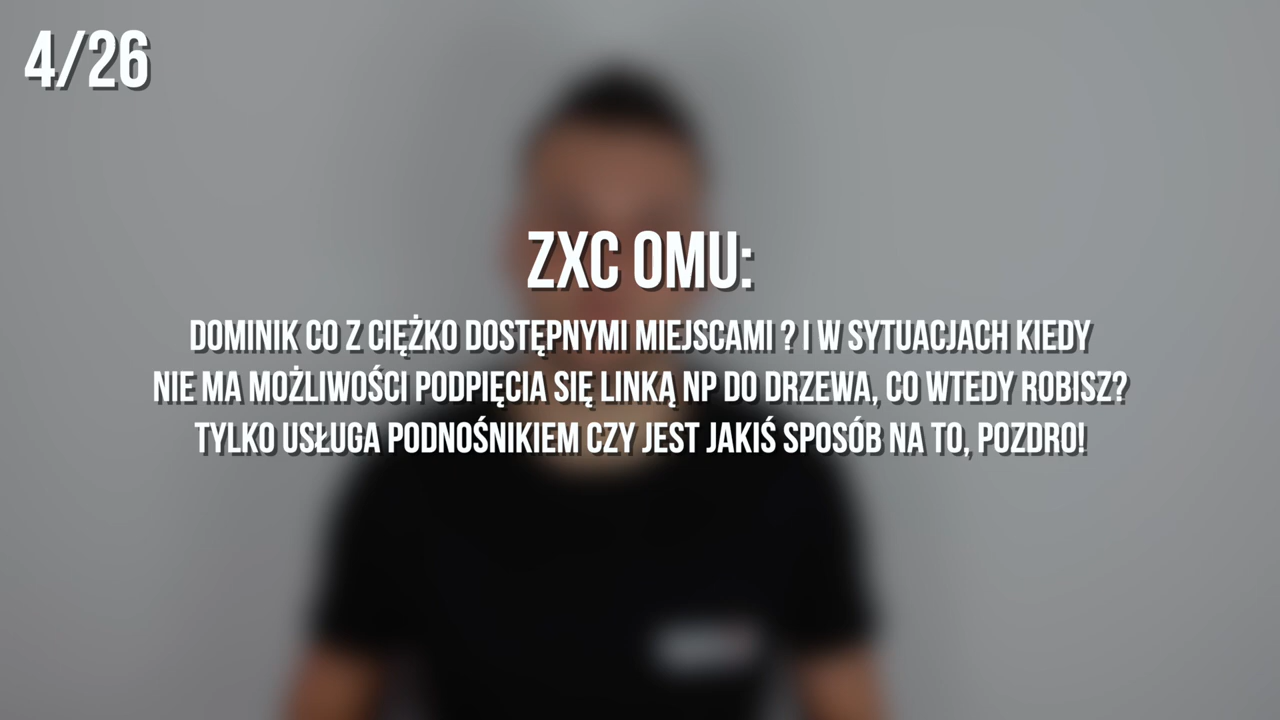 4/26
ZXC OMU:
DOMINIK CO Z CIĘŻKO DOSTĘPNYMI MIEJSCAMI ? I W SYTUACJACH KIEDY
NIE MA MOŻLIWOŚCI PODPIĘCIA SIĘ LINKĄ NP DO DRZEWA, CO WTEDY ROBISZ?
TYLKO USŁUGA PODNOŚNIKIEM CZY JEST JAKIŚ SPOSÓB NA TO, POZDRO!